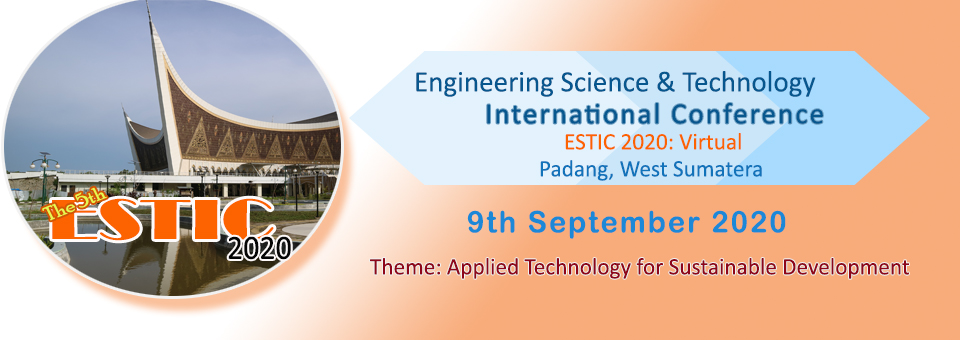 The 5th
ESTIC
2020
Engineering Science & Technology
International Conference
ESTIC 2020: Virtual
Padang, West Sumatera
9th September 2020
Theme: Applied Technology for Sustainable Development